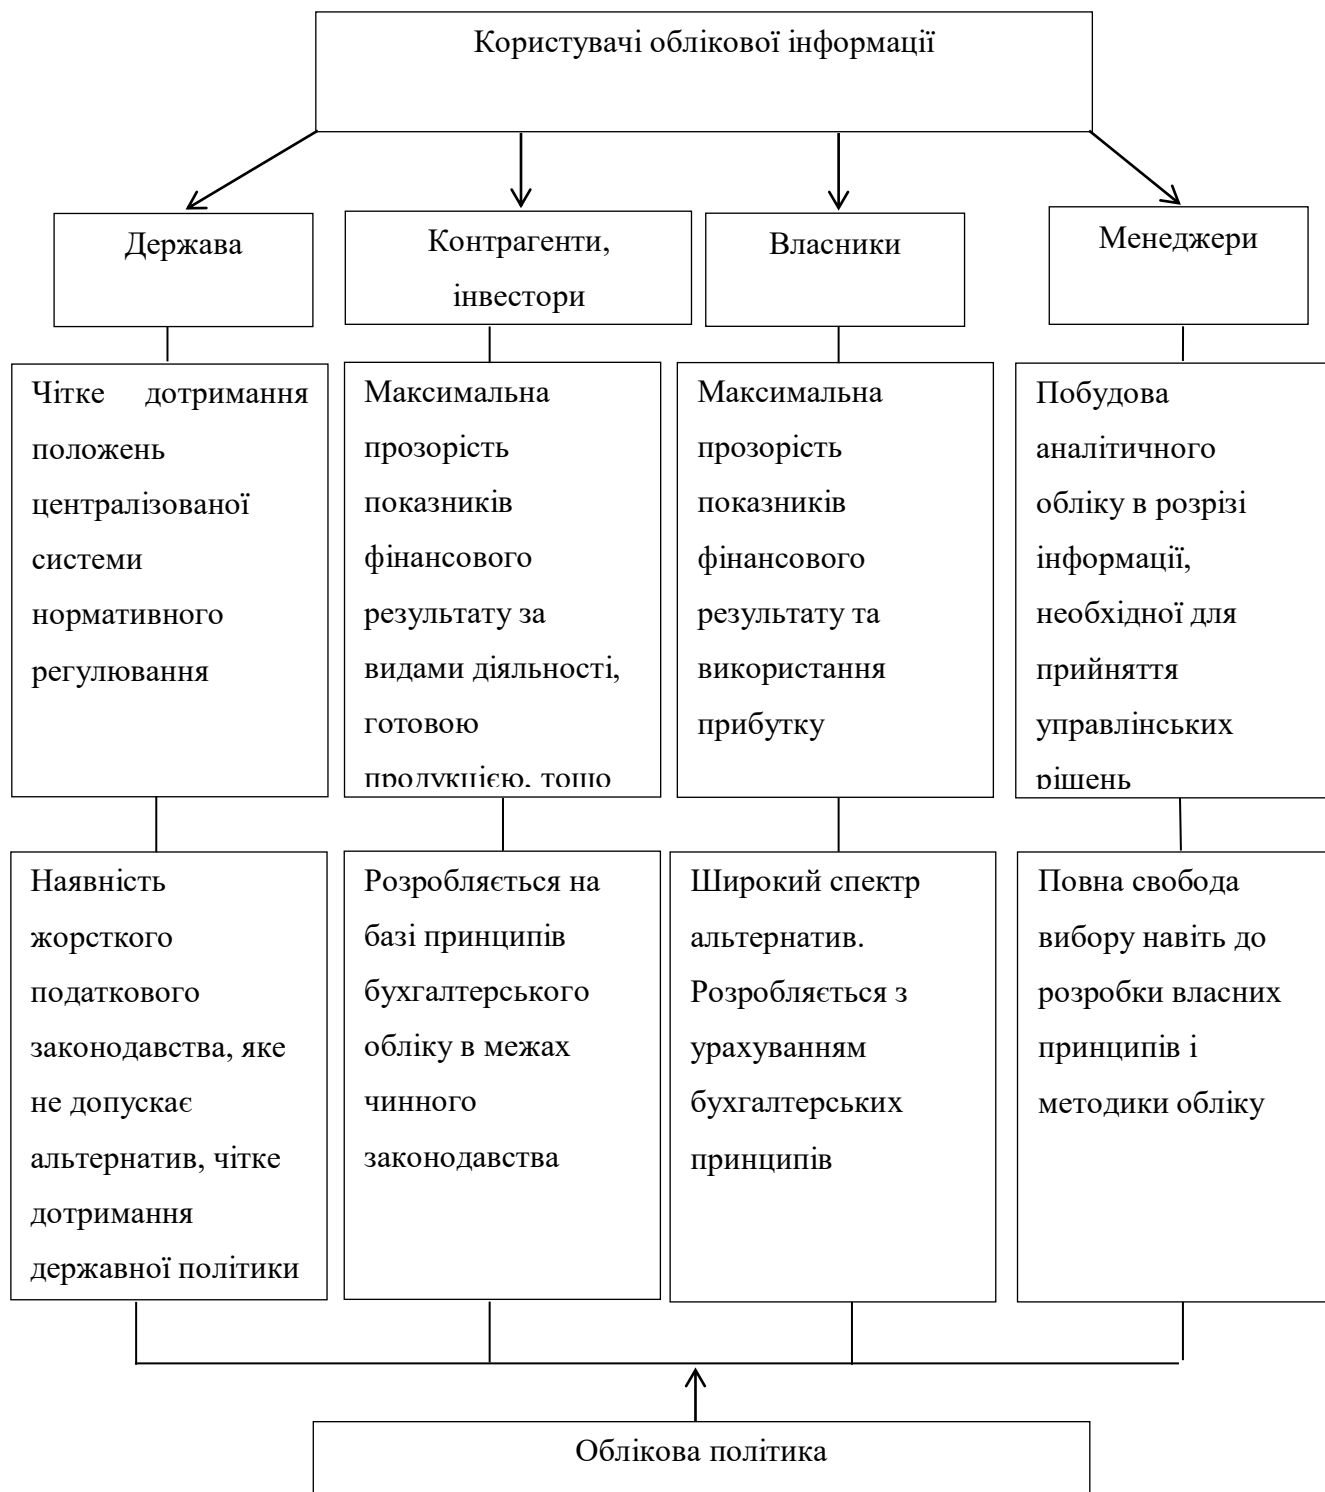 Користувачі облікової інформації
Держава
Контрагенти,
інвестори
Власники
Менеджери
Чітке дотримання
положень
централізованої
системи
нормативного
регулювання
Максимальна
прозорість
показників
фінансового
результату за
видами діяльності,
готовою
продукцією, тощо
Максимальна
прозорість
показників
фінансового
результату та
використання
прибутку
Побудова
аналітичного
обліку в розрізі
інформації,
необхідної для
прийняття
управлінських
рішень
Наявність
жорсткого
податкового
законодавства, яке
не допускає
альтернатив, чітке
дотримання
державної політики
Розробляється на
базі принципів
бухгалтерського
обліку в межах
чинного
законодавства
Широкий спектр
альтернатив.
Розробляється з
урахуванням
бухгалтерських
принципів
Повна свобода
вибору навіть до
розробки власних
принципів і
методики обліку
Облікова політика